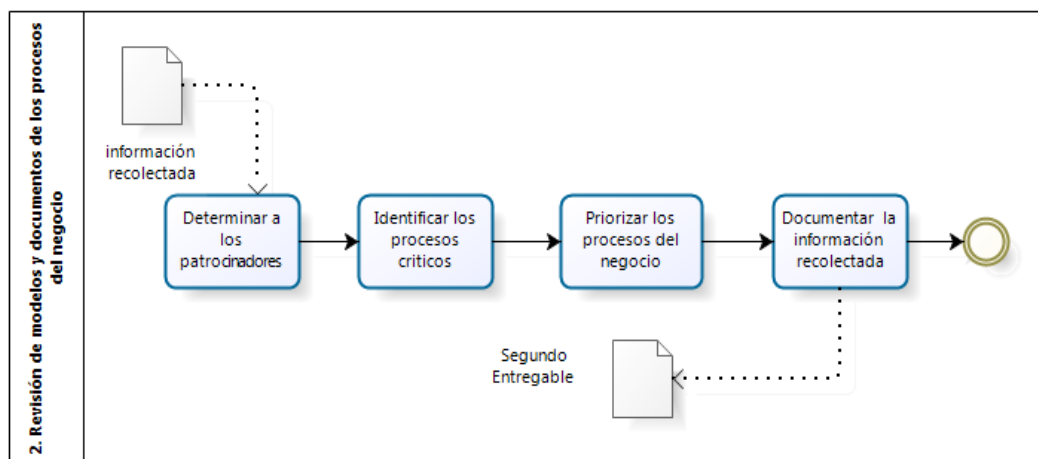 2. Revisión de modelos y documentos de los procesos
del negocio
información
recolectada
Determinar a
los
patrocinadores
Identificar los
procesos
criticos
Priorizar los
procesos del
negocio
Documentar la
información
recolectada
Segundo
Entregable